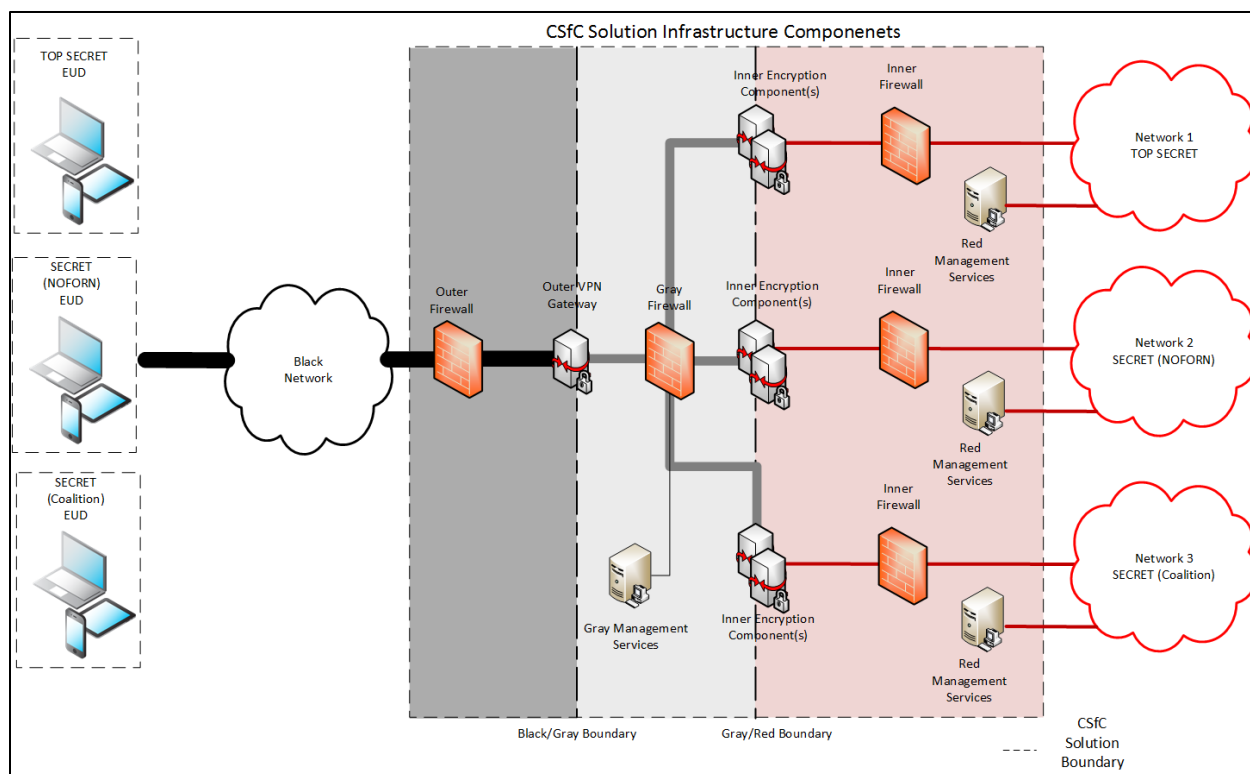 CSfC Solution Infrastructure Componenets
TOP SECRET
EUD
SECRET
(NOFORN)
EUD
SECRET
(Coalition)
EUD
Black
Network
Outer
Firewall
Outer VPN
Gateway
Gray
Firewall
Gray Management
Services
Inner Encryption
Component(s)
Inner
Firewall
Red
Management
Services
Network 1
TOP SECRET
Inner Encryption
Component(s)
Inner
Firewall
Red
Management
Services
Network 2
SECRET (NOFORN)
Inner Encryption
Component(s)
Inner
Firewall
Red
Management
Services
Network 3
SECRET (Coalition)
Black/Gray Boundary
Gray/Red Boundary
CSfC
Solution
Boundary